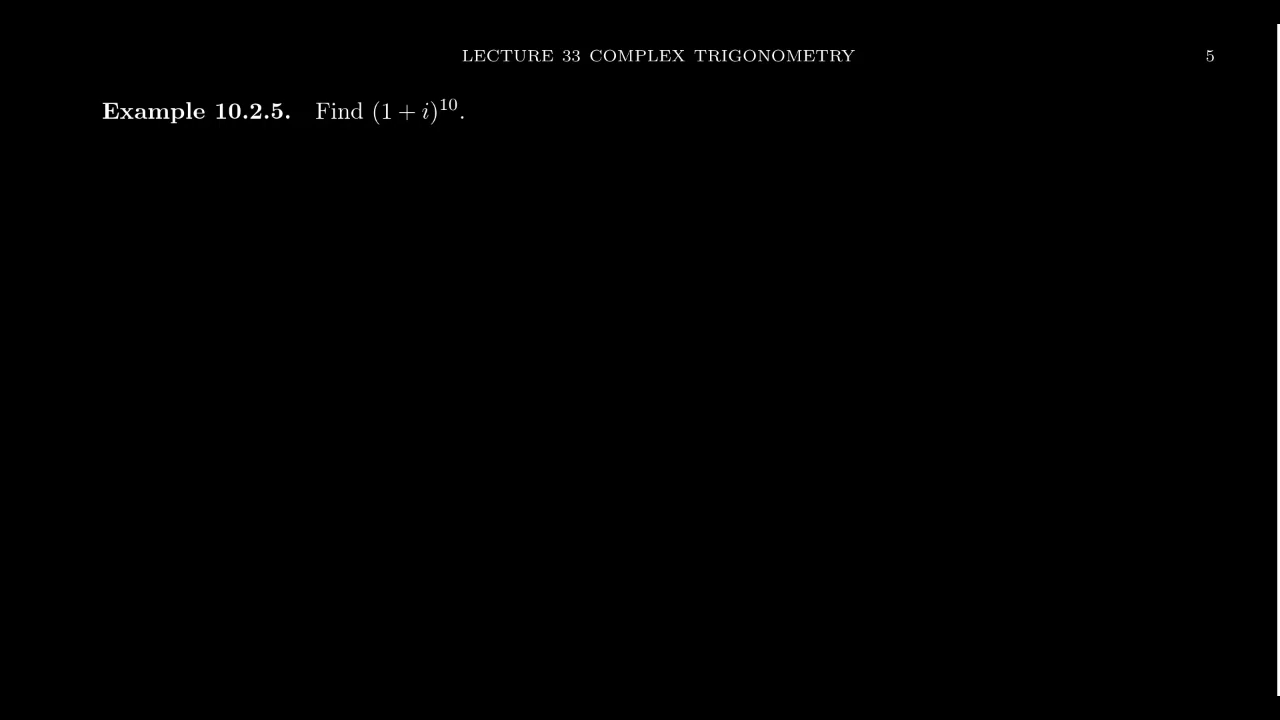 LECTURE 33 COMPLEX TRIGONOMETRY 5
Example 10.2.5. Find (1 + i)^{10}.